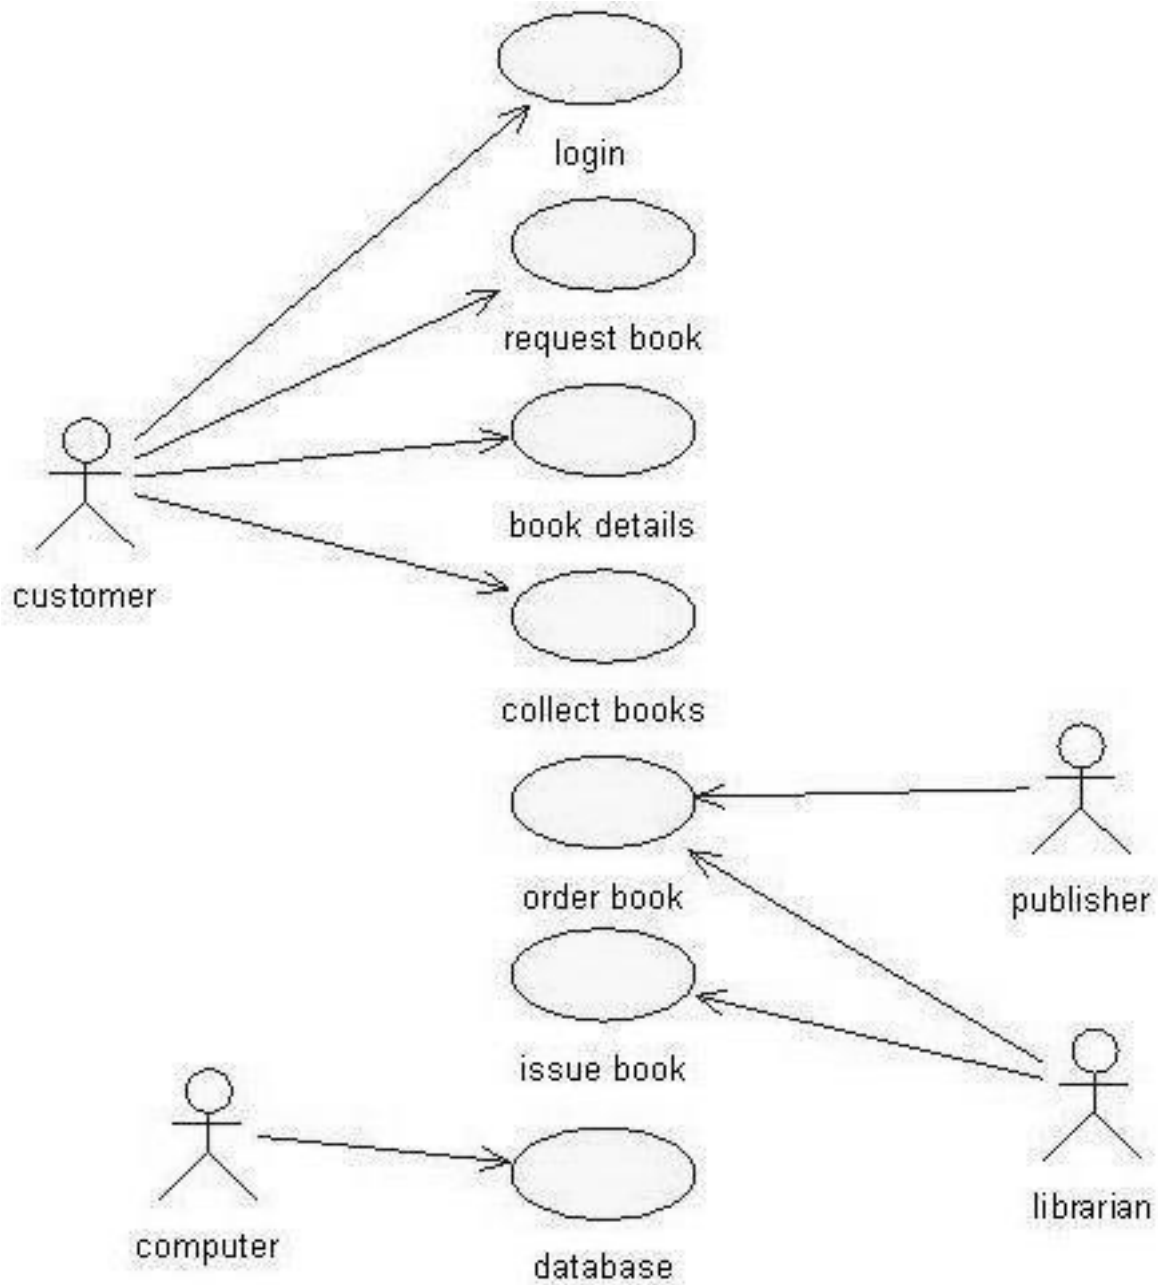 login
request book
book details
customer
collect books
order book
publisher
issue book
librarian
computer
database